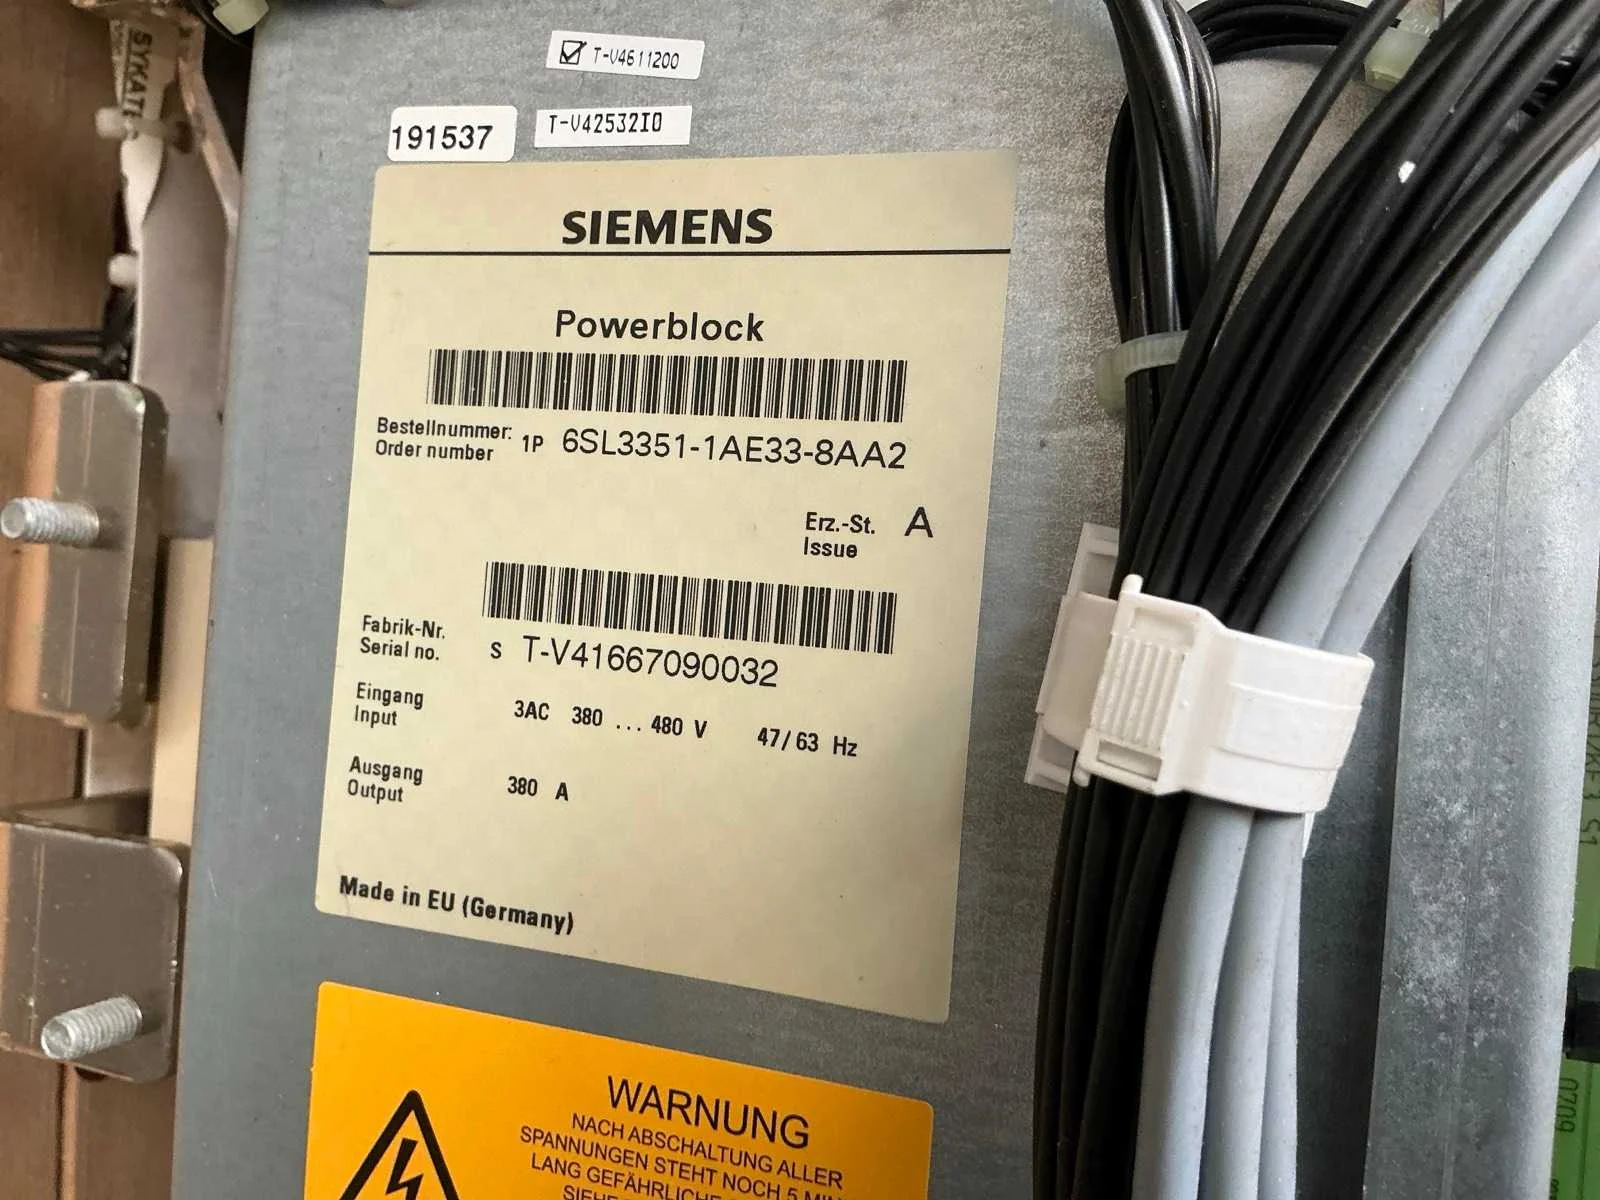 T-V4611200
191537
T-V42532I0
SIEMENS
Powerblock
Bestellnummer: 1P 6SL3351-1AE33-8AA2
Order number
Erz.-St. A
Issue
Fabrik-Nr.
Serial no. S T-V41667090032
Eingang
Input 3AC 380 ... 480 V 47/63 Hz
Ausgang
Output 380 A
Made in EU (Germany)
WARNUNG
NACH ABSCHALTUNG ALLER
SPANNUNGEN STEHT NOCH 5 MIN
LANG GEFÄHRLICHE
SIEHE
0709